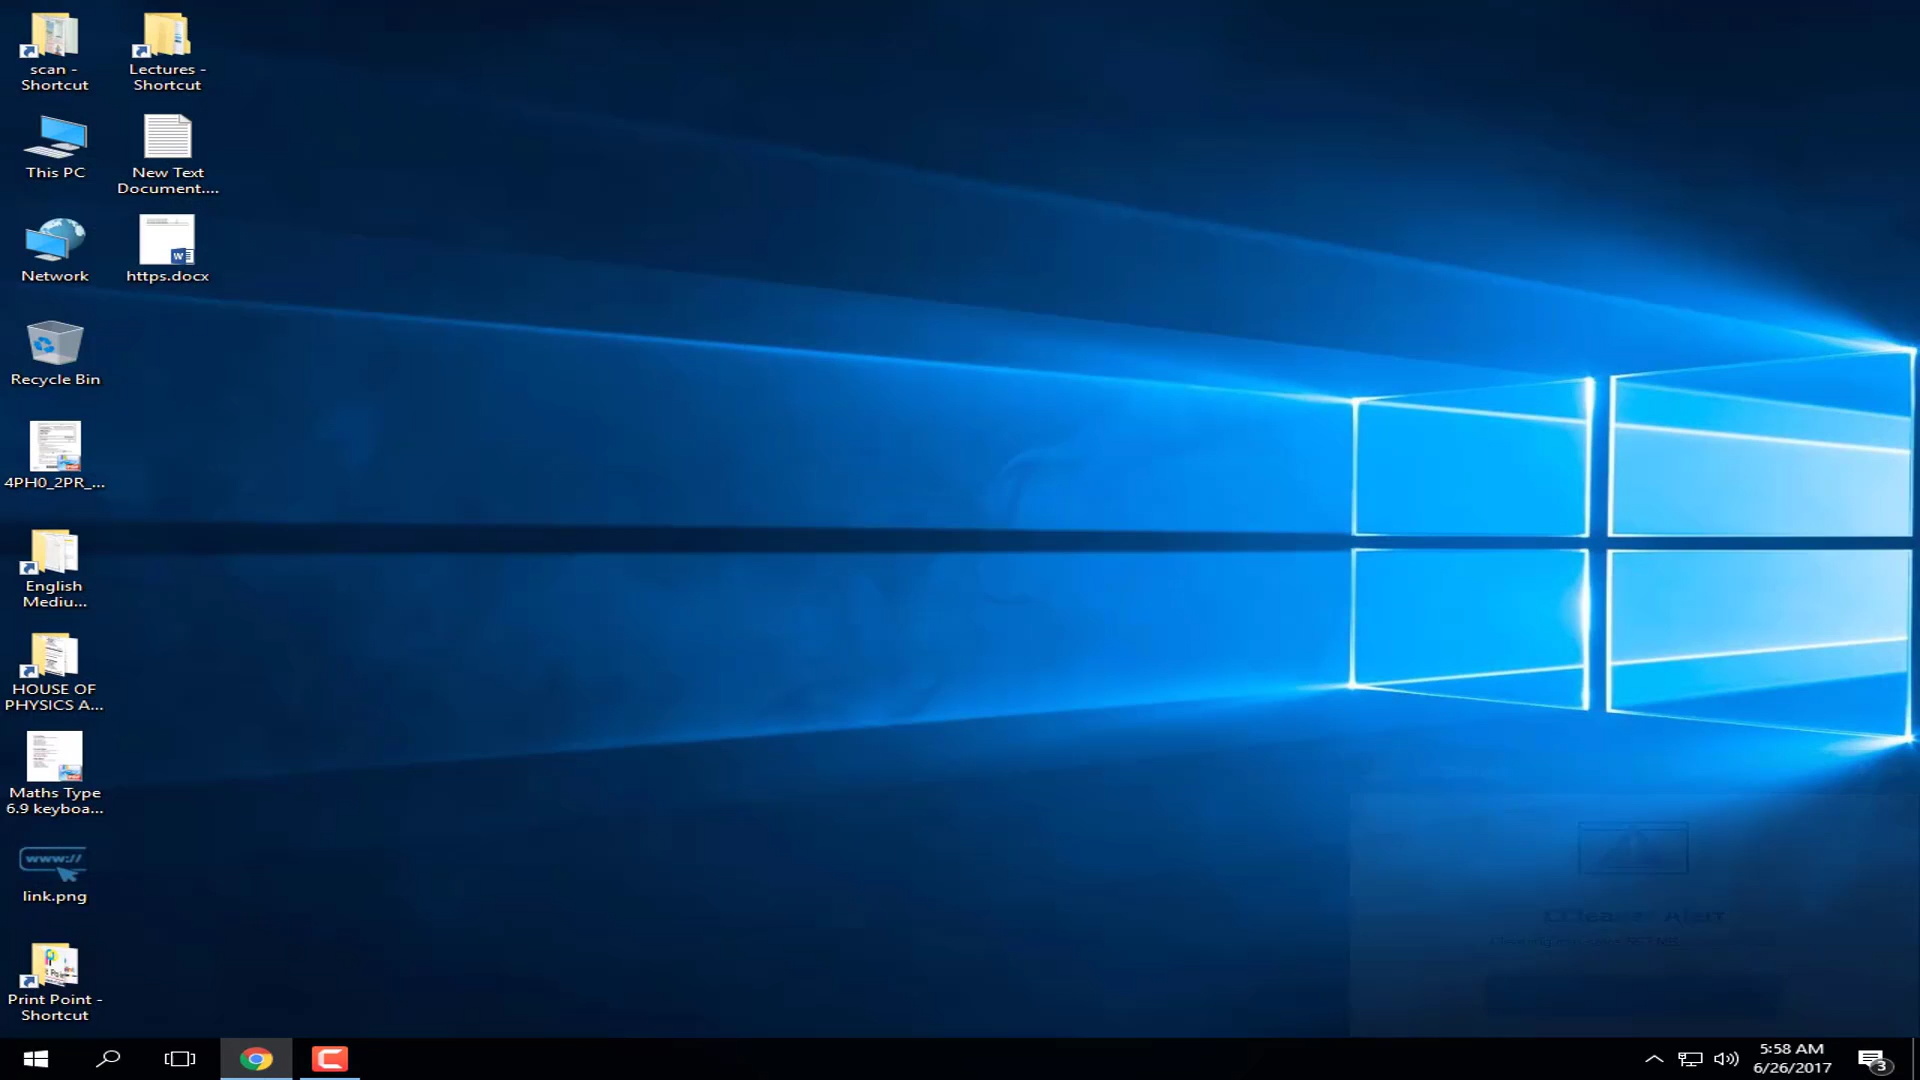 scan -
Shortcut
Lectures -
Shortcut
This PC
New Text
Document....
Network
https.docx
Recycle Bin
4PH0_2PR_...
English
Mediu...
HOUSE OF
PHYSICS A...
Maths Type
6.9 keyboa...
www://
link.png
Print Point -
Shortcut
CCleaner Alert
5:58 AM
6/26/2017
3